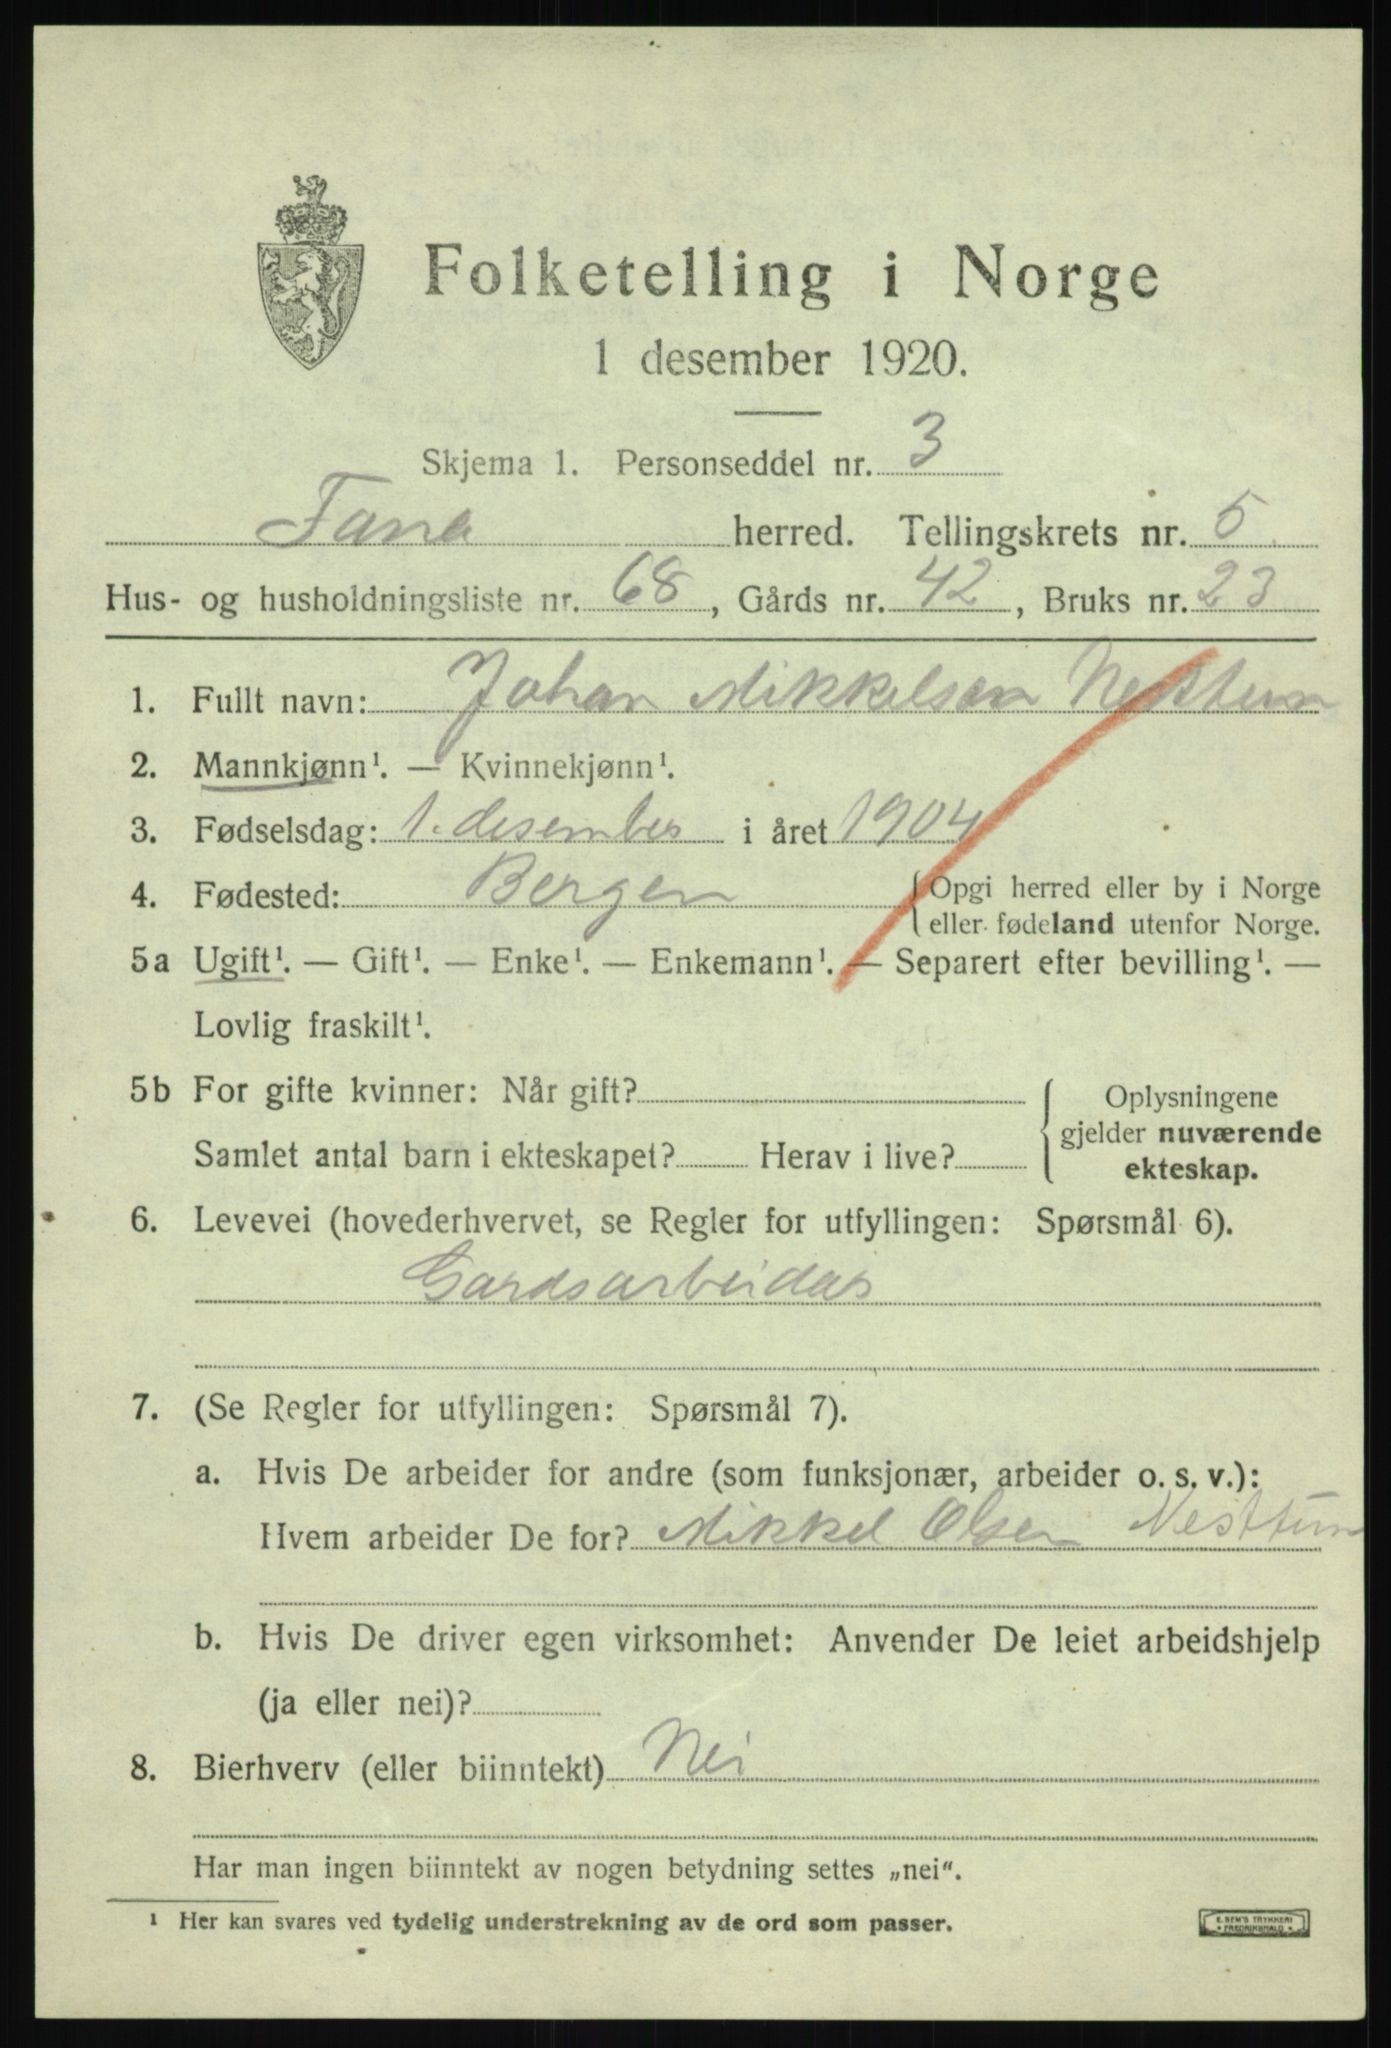 Folketelling i Norge
1 desember 1920.
Skjema 1. Personseddel nr. 3
Fana herred. Tellingskrets nr. 5
Hus- og husholdningsliste nr. 68, Gårds nr. 42, Bruks nr. 23
1. Fullt navn: Johan Mikkelsen Nesttun
2. Mannkjønn¹. — Kvinnekjønn¹.
3. Fødselsdag: 1. desember i året 1904
4. Fødested: Bergen { Opgi herred eller by i Norge
eller fødeland utenfor Norge.
5a Ugift¹. — Gift¹. — Enke¹. — Enkemann¹. — Separert efter bevilling¹. —
Lovlig fraskilt¹.
5b For gifte kvinner: Når gift?
Samlet antal barn i ekteskapet? Herav i live?
{ Oplysningene
gjelder nuværende
ekteskap.
6. Levevei (hovederhvervet, se Regler for utfyllingen: Spørsmål 6).
Gardsarbeidar
7. (Se Regler for utfyllingen: Spørsmål 7).
a. Hvis De arbeider for andre (som funksjonær, arbeider o. s. v.):
Hvem arbeider De for? Mikkel Olsen Nesttun
b. Hvis De driver egen virksomhet: Anvender De leiet arbeidshjelp
(ja eller nei)?
8. Bierhverv (eller biinntekt) Nei
Har man ingen biinntekt av nogen betydning settes „nei“.
¹ Her kan svares ved tydelig understrekning av de ord som passer.
E. SEM'S TRYKKERI
* FREDRIKSHALD *